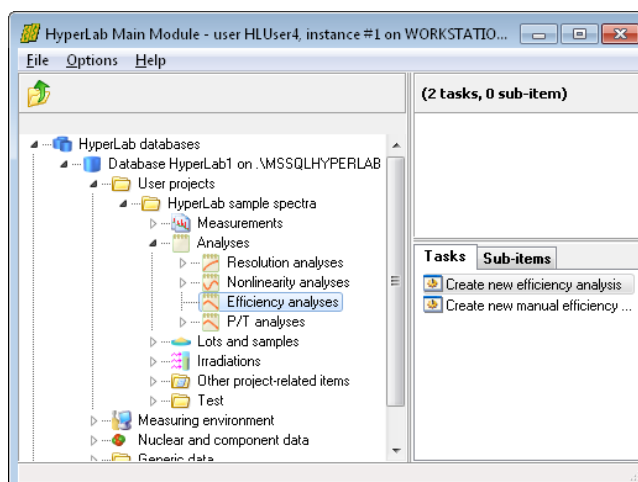 HyperLab Main Module - user HLUser4, instance #1 on WORKSTATIO...
File Options Help
(2 tasks, 0 sub-item)
HyperLab databases
Database HyperLab1 on .\MSSQLHYPERLAB
User projects
HyperLab sample spectra
Measurements
Analyses
Resolution analyses
Nonlinearity analyses
Efficiency analyses
P/T analyses
Lots and samples
Irradiations
Other project-related items
Test
Measuring environment
Nuclear and component data
Generic data
Tasks Sub-items
Create new efficiency analysis
Create new manual efficiency ...